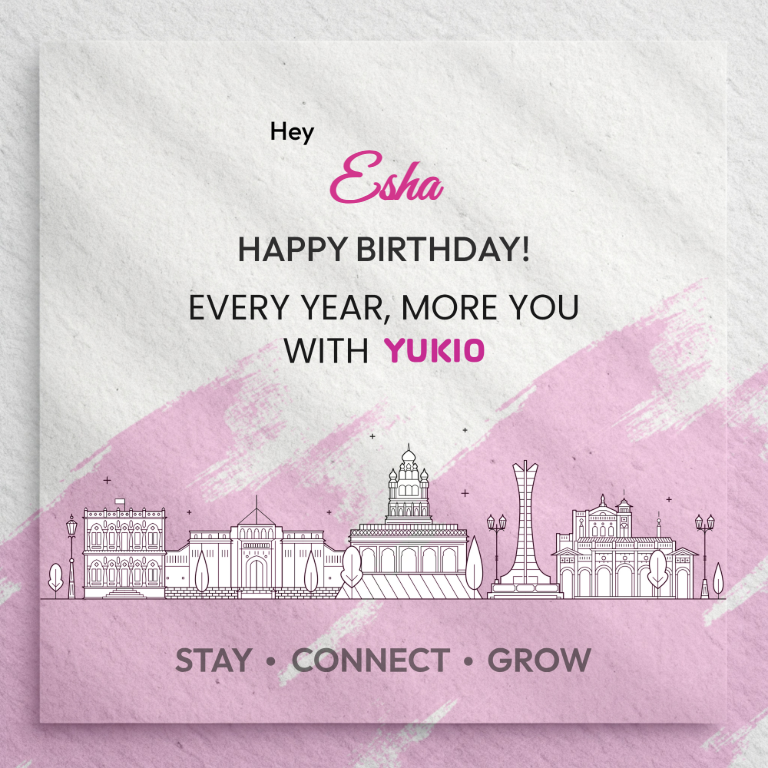 Hey
Esha
HAPPY BIRTHDAY!
EVERY YEAR, MORE YOU
WITH YUKIO
STAY • CONNECT • GROW